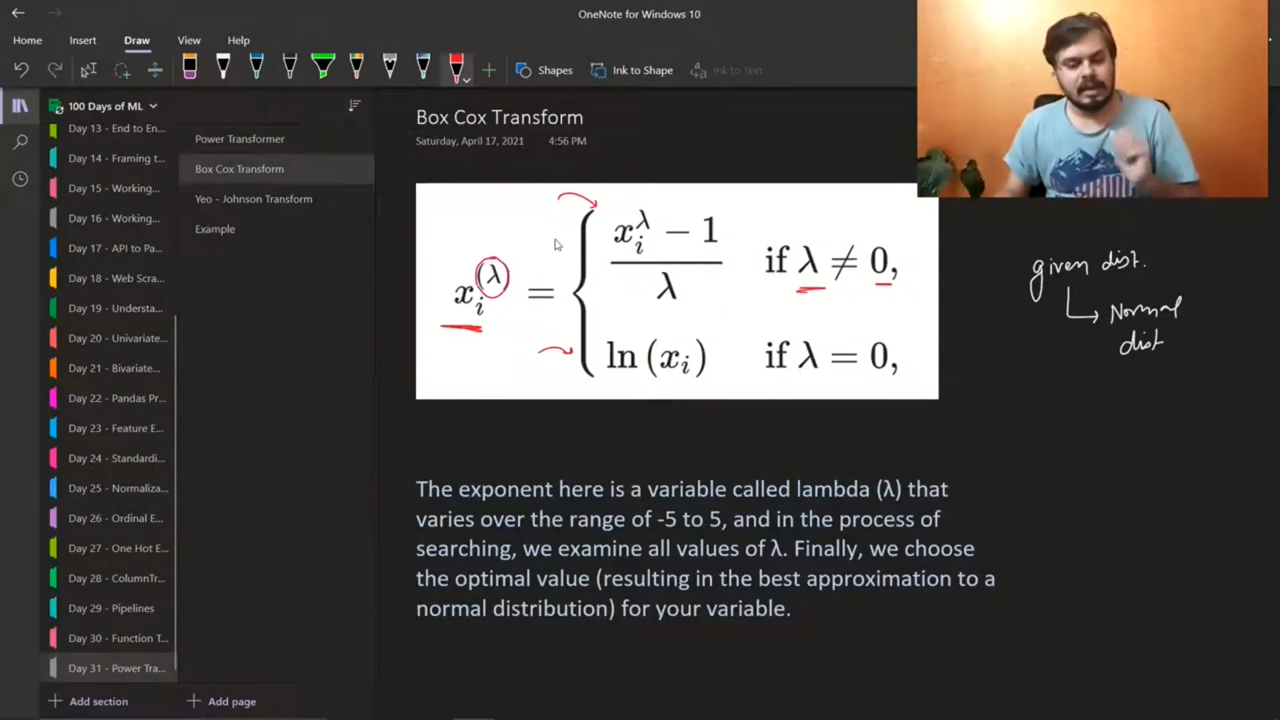 OneNote for Windows 10
Home Insert Draw View Help
Shapes Ink to Shape Ink to Text
100 Days of ML
Day 13 - End to En...
Day 14 - Framing t...
Day 15 - Working...
Day 16 - Working...
Day 17 - API to Pa...
Day 18 - Web Scra...
Day 19 - Understa...
Day 20 - Univariate...
Day 21 - Bivariate...
Day 22 - Pandas Pr...
Day 23 - Feature E...
Day 24 - Standardi...
Day 25 - Normaliza...
Day 26 - Ordinal E...
Day 27 - One Hot E...
Day 28 - ColumnTr...
Day 29 - Pipelines
Day 30 - Function T...
Day 31 - Power Tra...
Add section
Power Transformer
Box Cox Transform
Yeo - Johnson Transform
Example
Add page
Box Cox Transform
Saturday, April 17, 2021 4:56 PM
x_i^(λ) = { (x_i^λ − 1) / λ if λ ≠ 0,
ln (x_i) if λ = 0,
given dist.
Normal
dist
The exponent here is a variable called lambda (λ) that
varies over the range of -5 to 5, and in the process of
searching, we examine all values of λ. Finally, we choose
the optimal value (resulting in the best approximation to a
normal distribution) for your variable.